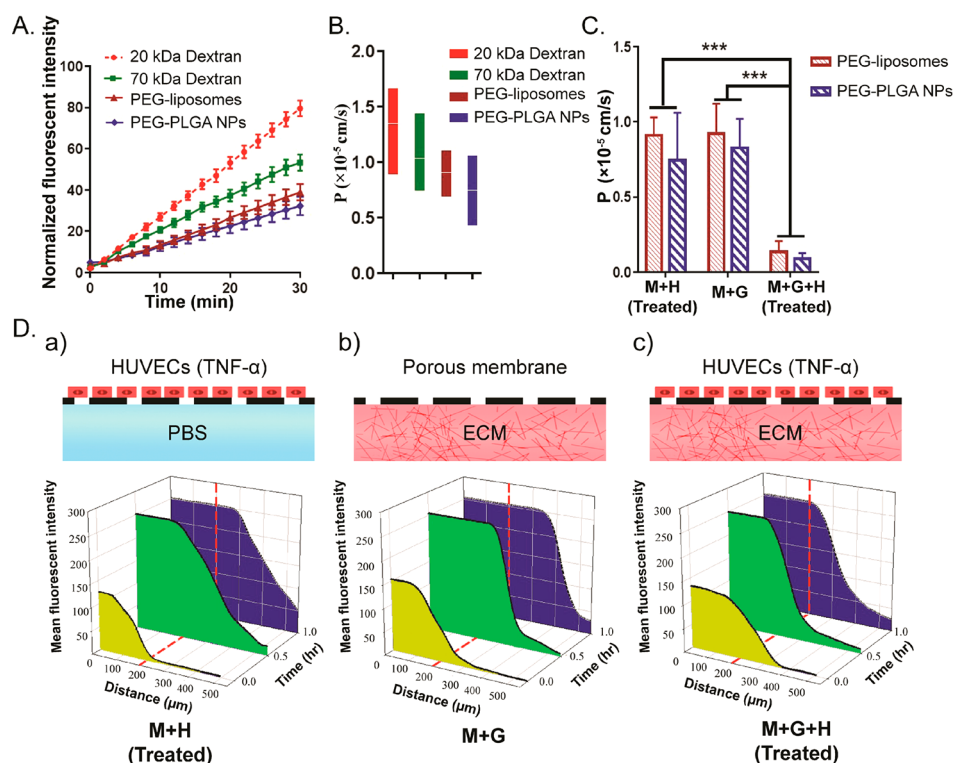 A.
Normalized fluorescent intensity
100
80
60
40
20
0
0
10
20
30
Time (min)
20 kDa Dextran
70 kDa Dextran
PEG-liposomes
PEG-PLGA NPs
B.
P (×10⁻⁵ cm/s)
2.0
1.5
1.0
0.5
0.0
20 kDa Dextran
70 kDa Dextran
PEG-liposomes
PEG-PLGA NPs
C.
P (×10⁻⁵ cm/s)
1.5
1.0
0.5
0.0
***
***
PEG-liposomes
PEG-PLGA NPs
M+H
(Treated)
M+G
M+G+H
(Treated)
D.
a)
HUVECs (TNF-α)
PBS
Mean fluorescent intensity
300
250
200
150
100
50
0
100
200
300
400
500
Distance (µm)
0.0
0.5
1.0
Time (hr)
M+H
(Treated)
b)
Porous membrane
ECM
Mean fluorescent intensity
300
250
200
150
100
50
0
100
200
300
400
500
Distance (µm)
0.0
0.5
1.0
Time (hr)
M+G
c)
HUVECs (TNF-α)
ECM
Mean fluorescent intensity
300
250
200
150
100
50
0
100
200
300
400
500
Distance (µm)
0.0
0.5
1.0
Time (hr)
M+G+H
(Treated)